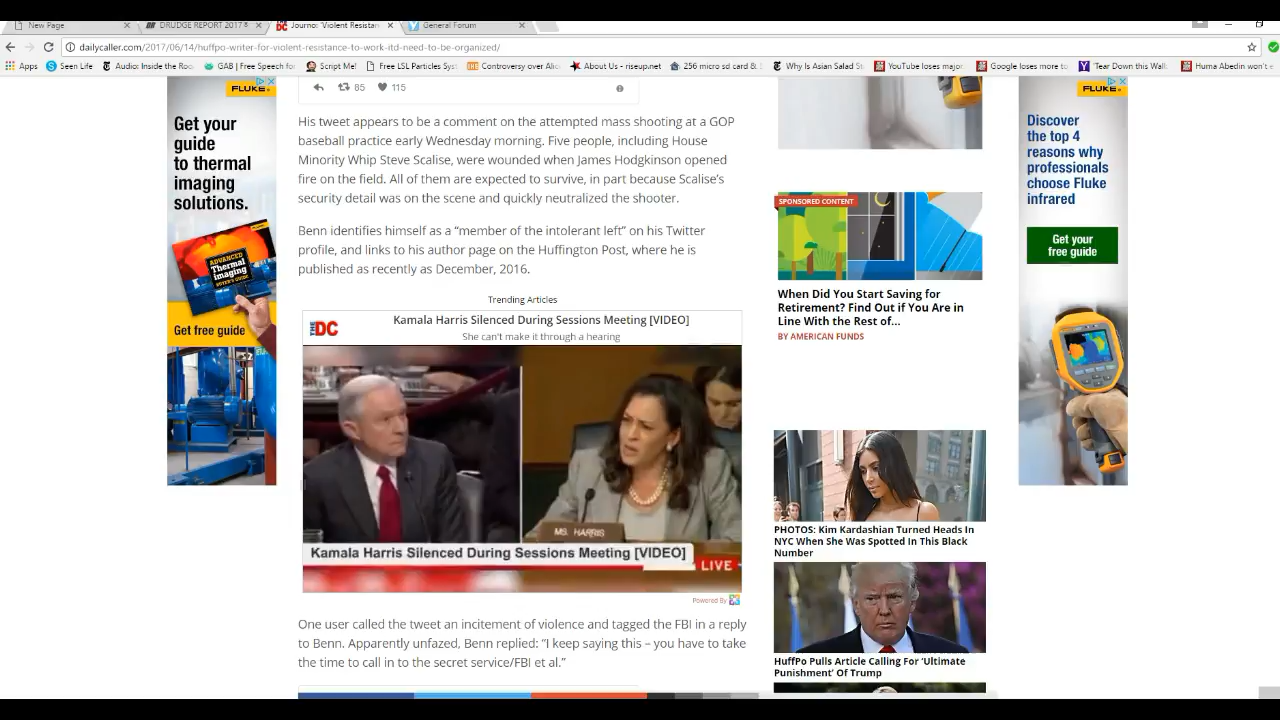 New Page
DRUDGE REPORT 2017®
Journo: 'Violent Resistan
General Forum
dailycaller.com/2017/06/14/huffpo-writer-for-violent-resistance-to-work-itd-need-to-be-organized/
Apps
Seen Life
Audio: Inside the Roo
GAB | Free Speech Fo
Script Me!
Free LSL Particles Sys
Controversy over Alic
About Us - riseup.net
256 micro sd card &
Why Is Asian Salad St
YouTube loses major
Google loses more to
'Tear Down this Wall
Huma Abedin won't e
FLUKE®
Get your
guide
to thermal
imaging
solutions.
ADVANCED
Thermal
imaging
BUYER'S GUIDE
Get free guide
85
115
His tweet appears to be a comment on the attempted mass shooting at a GOP
baseball practice early Wednesday morning. Five people, including House
Minority Whip Steve Scalise, were wounded when James Hodgkinson opened
fire on the field. All of them are expected to survive, in part because Scalise's
security detail was on the scene and quickly neutralized the shooter.
Benn identifies himself as a "member of the intolerant left" on his Twitter
profile, and links to his author page on the Huffington Post, where he is
published as recently as December, 2016.
Trending Articles
THE DC
Kamala Harris Silenced During Sessions Meeting [VIDEO]
She can't make it through a hearing
MS. HARRIS
Kamala Harris Silenced During Sessions Meeting [VIDEO]
LIVE
Powered By
One user called the tweet an incitement of violence and tagged the FBI in a reply
to Benn. Apparently unfazed, Benn replied: "I keep saying this – you have to take
the time to call in to the secret service/FBI et al."
SPONSORED CONTENT
When Did You Start Saving for
Retirement? Find Out if You Are in
Line With the Rest of...
BY AMERICAN FUNDS
PHOTOS: Kim Kardashian Turned Heads In
NYC When She Was Spotted In This Black
Number
HuffPo Pulls Article Calling For 'Ultimate
Punishment' Of Trump
FLUKE®
Discover
the top 4
reasons why
professionals
choose Fluke
infrared
Get your
free guide